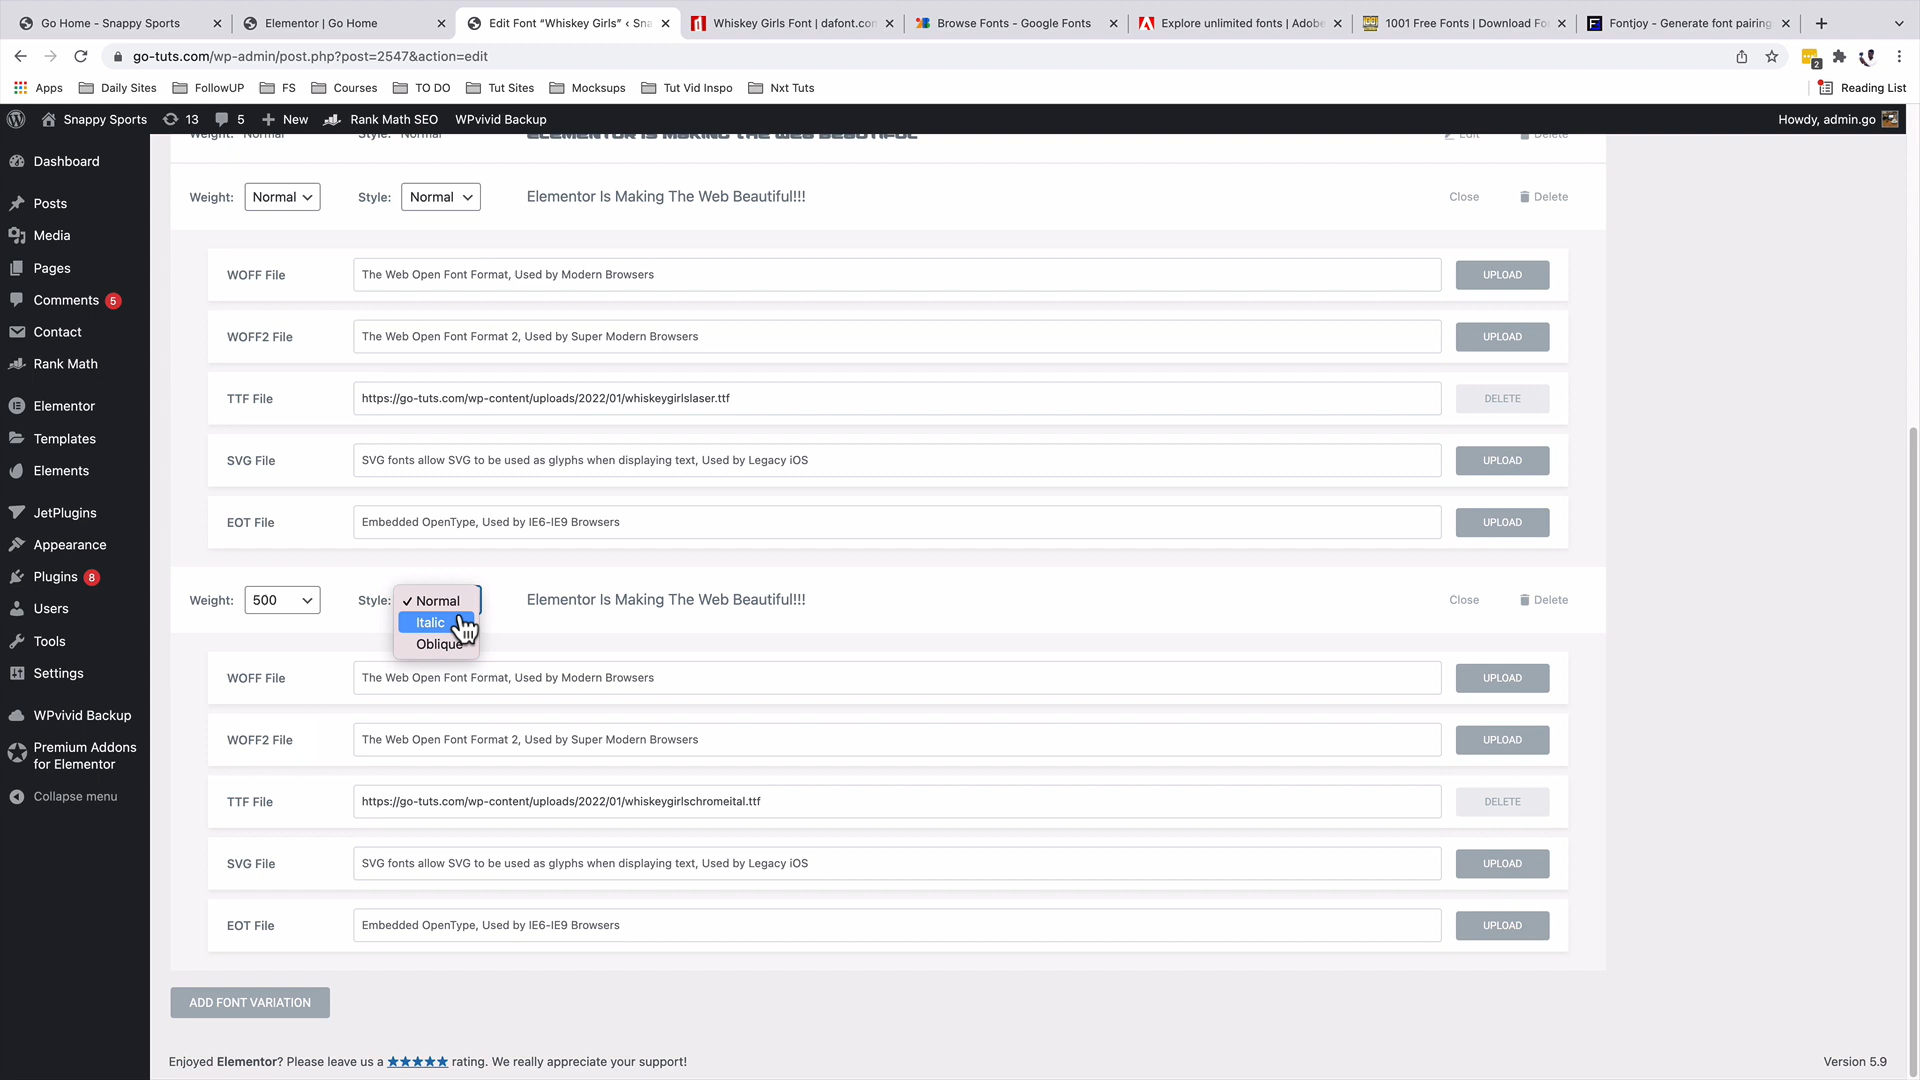 Go Home - Snappy Sports
Elementor | Go Home
Edit Font “Whiskey Girls” ‹ Sna
Whiskey Girls Font | dafont.con
Browse Fonts - Google Fonts
Explore unlimited fonts | Adobe
1001 Free Fonts | Download Fo
Fontjoy - Generate font pairing
go-tuts.com/wp-admin/post.php?post=2547&action=edit
2
Apps
Daily Sites
FollowUP
FS
Courses
TO DO
Tut Sites
Mocksups
Tut Vid Inspo
Nxt Tuts
Reading List
Snappy Sports
13
5
New
Rank Math SEO
WPvivid Backup
Howdy, admin.go
Dashboard
Posts
Media
Pages
Comments 5
Contact
Rank Math
Elementor
Templates
Elements
JetPlugins
Appearance
Plugins 8
Users
Tools
Settings
WPvivid Backup
Premium Addons
for Elementor
Collapse menu
Weight: Normal Style: Normal ELEMENTOR IS MAKING THE WEB BEAUTIFUL Edit Delete
Weight: Normal Style: Normal Elementor Is Making The Web Beautiful!!! Close Delete
WOFF File The Web Open Font Format, Used by Modern Browsers UPLOAD
WOFF2 File The Web Open Font Format 2, Used by Super Modern Browsers UPLOAD
TTF File https://go-tuts.com/wp-content/uploads/2022/01/whiskeygirlslaser.ttf DELETE
SVG File SVG fonts allow SVG to be used as glyphs when displaying text, Used by Legacy iOS UPLOAD
EOT File Embedded OpenType, Used by IE6-IE9 Browsers UPLOAD
Weight: 500 Style: Normal Elementor Is Making The Web Beautiful!!! Close Delete
Italic
Oblique
WOFF File The Web Open Font Format, Used by Modern Browsers UPLOAD
WOFF2 File The Web Open Font Format 2, Used by Super Modern Browsers UPLOAD
TTF File https://go-tuts.com/wp-content/uploads/2022/01/whiskeygirlschromeital.ttf DELETE
SVG File SVG fonts allow SVG to be used as glyphs when displaying text, Used by Legacy iOS UPLOAD
EOT File Embedded OpenType, Used by IE6-IE9 Browsers UPLOAD
ADD FONT VARIATION
Enjoyed Elementor? Please leave us a ★★★★★ rating. We really appreciate your support!
Version 5.9